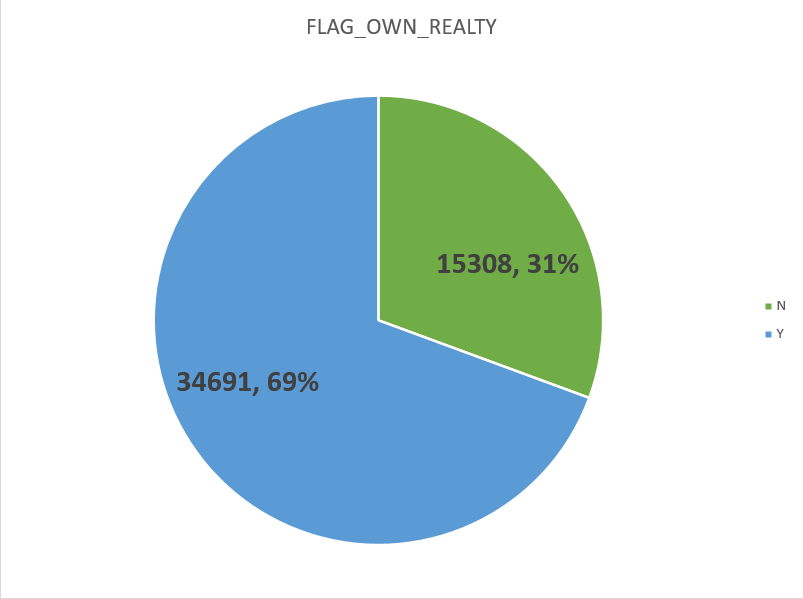 FLAG_OWN_REALTY
15308, 31%
34691, 69%
N
Y